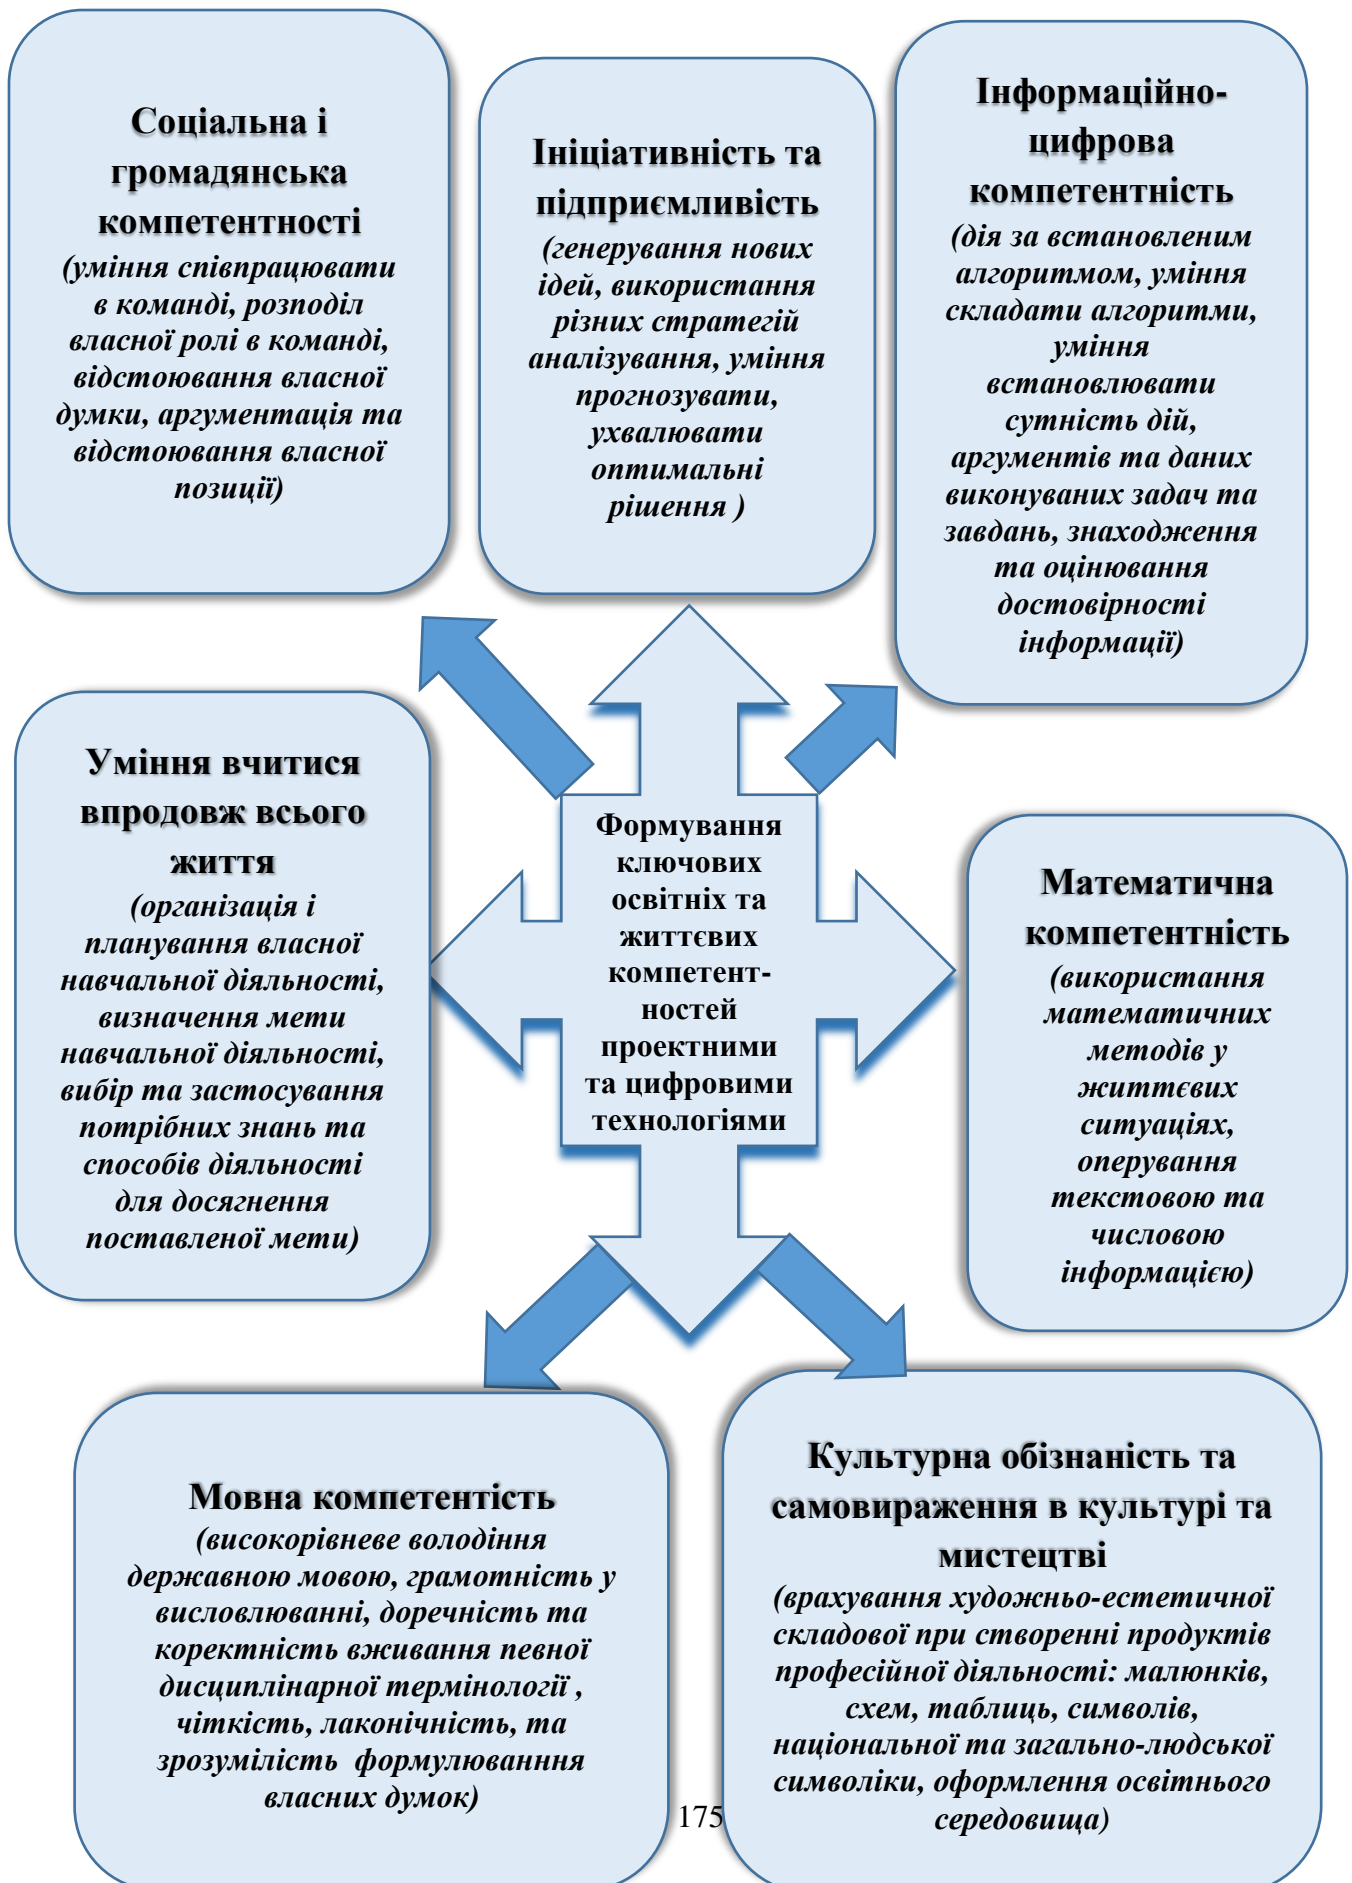 Соціальна і
громадянська
компетентності
(уміння співпрацювати
в команді, розподіл
власної ролі в команді,
відстоювання власної
думки, аргументація та
відстоювання власної
позиції)
Ініціативність та
підприємливість
(генерування нових
ідей, використання
різних стратегій
аналізування, уміння
прогнозувати,
ухвалювати
оптимальні
рішення )
Інформаційно-
цифрова
компетентність
(дія за встановленим
алгоритмом, уміння
складати алгоритми,
уміння
встановлювати
сутність дій,
аргументів та даних
виконуваних задач та
завдань, знаходження
та оцінювання
достовірності
інформації)
Уміння вчитися
впродовж всього
життя
(організація і
планування власної
навчальної діяльності,
визначення мети
навчальної діяльності,
вибір та застосування
потрібних знань та
способів діяльності
для досягнення
поставленої мети)
Формування
ключових
освітніх та
життєвих
компетент-
ностей
проектними
та цифровими
технологіями
Математична
компетентність
(використання
математичних
методів у
життєвих
ситуаціях,
оперування
текстовою та
числовою
інформацією)
Мовна компетентість
(високорівневе володіння
державною мовою, грамотність у
висловлюванні, доречність та
коректність вживання певної
дисциплінарної термінології ,
чіткість, лаконічність, та
зрозумілість формулюванння
власних думок)
Культурна обізнаність та
самовираження в культурі та
мистецтві
(врахування художньо-естетичної
складової при створенні продуктів
професійної діяльності: малюнків,
схем, таблиць, символів,
національної та загально-людської
символіки, оформлення освітнього
середовища)
175